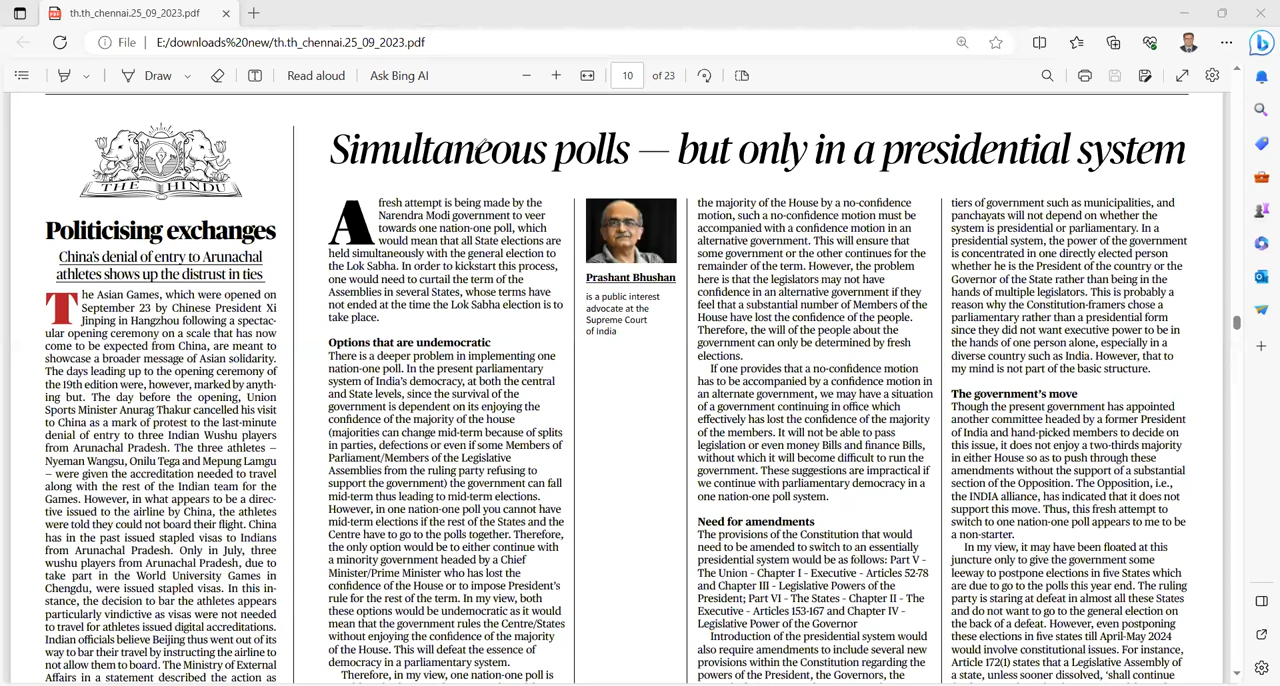 th.th_chennai.25_09_2023.pdf
File
E:/downloads%20new/th.th_chennai.25_09_2023.pdf
Draw
Read aloud
Ask Bing AI
10
of 23
THE HINDU
Politicising exchanges
China's denial of entry to Arunachal
athletes shows up the distrust in ties
The Asian Games, which were opened on
September 23 by Chinese President Xi
Jinping in Hangzhou following a spectac-
ular opening ceremony on a scale that has now
come to be expected from China, are meant to
showcase a broader message of Asian solidarity.
The days leading up to the opening ceremony of
the 19th edition were, however, marked by anyth-
ing but. The day before the opening, Union
Sports Minister Anurag Thakur cancelled his visit
to China as a mark of protest to the last-minute
denial of entry to three Indian Wushu players
from Arunachal Pradesh. The three athletes –
Nyeman Wangsu, Onilu Tega and Mepung Lamgu
– were given the accreditation needed to travel
along with the rest of the Indian team for the
Games. However, in what appears to be a direc-
tive issued to the airline by China, the athletes
were told they could not board their flight. China
has in the past issued stapled visas to Indians
from Arunachal Pradesh. Only in July, three
wushu players from Arunachal Pradesh, due to
take part in the World University Games in
Chengdu, were issued stapled visas. In this in-
stance, the decision to bar the athletes appears
particularly vindictive as visas were not needed
to travel for athletes issued digital accreditations.
Indian officials believe Beijing thus went out of its
way to bar their travel by instructing the airline to
not allow them to board. The Ministry of External
Affairs in a statement described the action as
Simultaneous polls — but only in a presidential system
A fresh attempt is being made by the
Narendra Modi government to veer
towards one nation-one poll, which
would mean that all State elections are
held simultaneously with the general election to
the Lok Sabha. In order to kickstart this process,
one would need to curtail the term of the
Assemblies in several States, whose terms have
not ended at the time the Lok Sabha election is to
take place.
Options that are undemocratic
There is a deeper problem in implementing one
nation-one poll. In the present parliamentary
system of India's democracy, at both the central
and State levels, since the survival of the
government is dependent on its enjoying the
confidence of the majority of the house
(majorities can change mid-term because of splits
in parties, defections or even if some Members of
Parliament/Members of the Legislative
Assemblies from the ruling party refusing to
support the government) the government can fall
mid-term thus leading to mid-term elections.
However, in one nation-one poll you cannot have
mid-term elections if the rest of the States and the
Centre have to go to the polls together. Therefore,
the only option would be to either continue with
a minority government headed by a Chief
Minister/Prime Minister who has lost the
confidence of the House or to impose President's
rule for the rest of the term. In my view, both
these options would be undemocratic as it would
mean that the government rules the Centre/States
without enjoying the confidence of the majority
of the House. This will defeat the essence of
democracy in a parliamentary system.
Therefore, in my view, one nation-one poll is
Prashant Bhushan
is a public interest
advocate at the
Supreme Court
of India
the majority of the House by a no-confidence
motion, such a no-confidence motion must be
accompanied with a confidence motion in an
alternative government. This will ensure that
some government or the other continues for the
remainder of the term. However, the problem
here is that the legislators may not have
confidence in an alternative government if they
feel that a substantial number of Members of the
House have lost the confidence of the people.
Therefore, the will of the people about the
government can only be determined by fresh
elections.
If one provides that a no-confidence motion
has to be accompanied by a confidence motion in
an alternate government, we may have a situation
of a government continuing in office which
effectively has lost the confidence of the majority
of the members. It will not be able to pass
legislation or even money Bills and finance Bills,
without which it will become difficult to run the
government. These suggestions are impractical if
we continue with parliamentary democracy in a
one nation-one poll system.
Need for amendments
The provisions of the Constitution that would
need to be amended to switch to an essentially
presidential system would be as follows: Part V -
The Union - Chapter I - Executive - Articles 52-78
and Chapter III - Legislative Powers of the
President; Part VI - The States - Chapter II - The
Executive - Articles 153-167 and Chapter IV -
Legislative Power of the Governor
Introduction of the presidential system would
also require amendments to include several new
provisions within the Constitution regarding the
powers of the President, the Governors, the
tiers of government such as municipalities, and
panchayats will not depend on whether the
system is presidential or parliamentary. In a
presidential system, the power of the government
is concentrated in one directly elected person
whether he is the President of the country or the
Governor of the State rather than being in the
hands of multiple legislators. This is probably a
reason why the Constitution-framers chose a
parliamentary rather than a presidential form
since they did not want executive power to be in
the hands of one person alone, especially in a
diverse country such as India. However, that to
my mind is not part of the basic structure.
The government's move
Though the present government has appointed
another committee headed by a former President
of India and hand-picked members to decide on
this issue, it does not enjoy a two-thirds majority
in either House so as to push through these
amendments without the support of a substantial
section of the Opposition. The Opposition, i.e.,
the INDIA alliance, has indicated that it does not
support this move. Thus, this fresh attempt to
switch to one nation-one poll appears to me to be
a non-starter.
In my view, it may have been floated at this
juncture only to give the government some
leeway to postpone elections in five States which
are due to go to the polls this year end. The ruling
party is staring at defeat in almost all these States
and do not want to go to the general election on
the back of a defeat. However, even postponing
these elections in five states till April-May 2024
would involve constitutional issues. For instance,
Article 172(1) states that a Legislative Assembly of
a state, unless sooner dissolved, 'shall continue